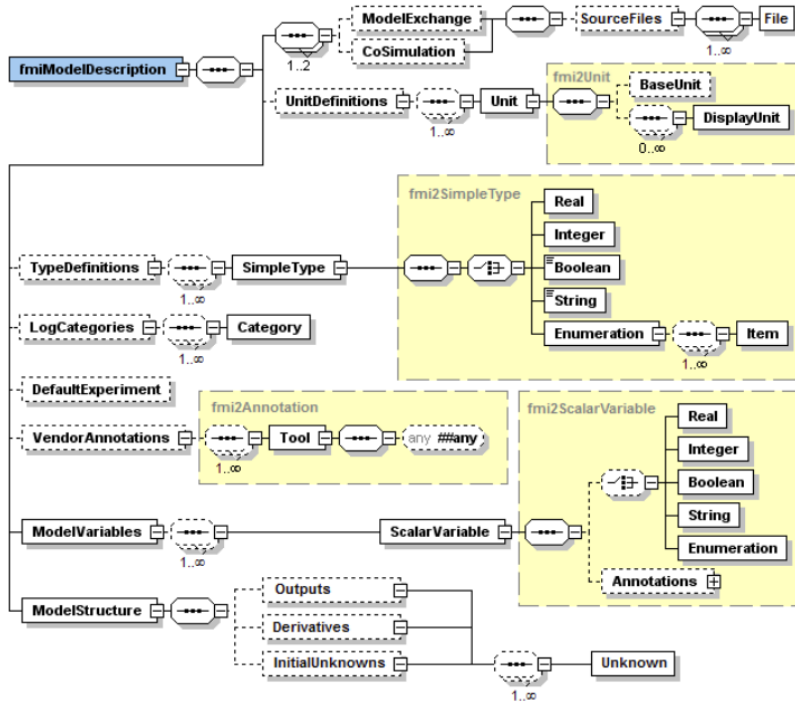 ModelExchange
CoSimulation
SourceFiles
File
1..2
1..∞
fmiModelDescription
fmi2Unit
UnitDefinitions
Unit
BaseUnit
DisplayUnit
1..∞
0..∞
fmi2SimpleType
Real
Integer
TypeDefinitions
SimpleType
Boolean
1..∞
String
LogCategories
Category
Enumeration
Item
1..∞
1..∞
DefaultExperiment
fmi2Annotation
fmi2ScalarVariable
VendorAnnotations
Tool
any ##any
1..∞
Real
Integer
Boolean
String
Enumeration
ModelVariables
ScalarVariable
1..∞
Annotations
ModelStructure
Outputs
Derivatives
InitialUnknowns
Unknown
1..∞